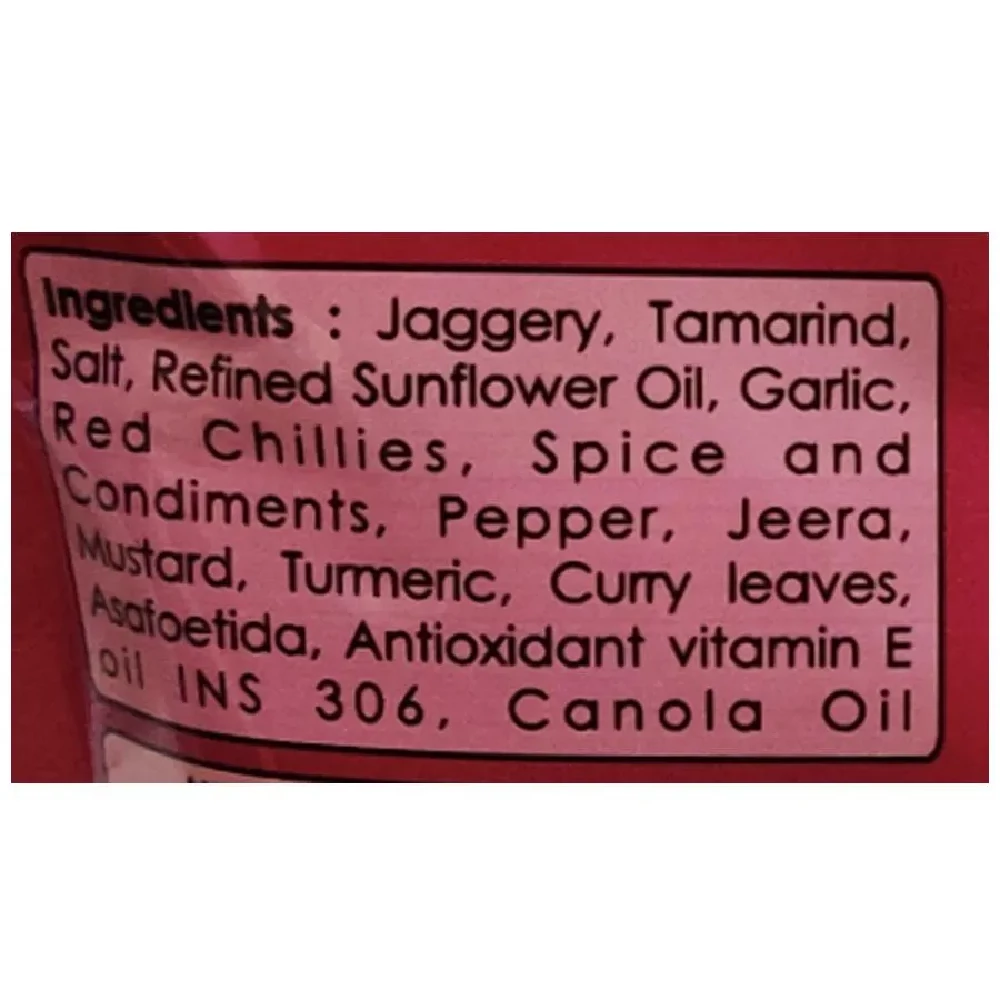 Ingredients : Jaggery, Tamarind,
Salt, Refined Sunflower Oil, Garlic,
Red Chillies, Spice and
Condiments, Pepper, Jeera,
Mustard, Turmeric, Curry leaves,
Asafoetida, Antioxidant vitamin E
oil INS 306, Canola Oil